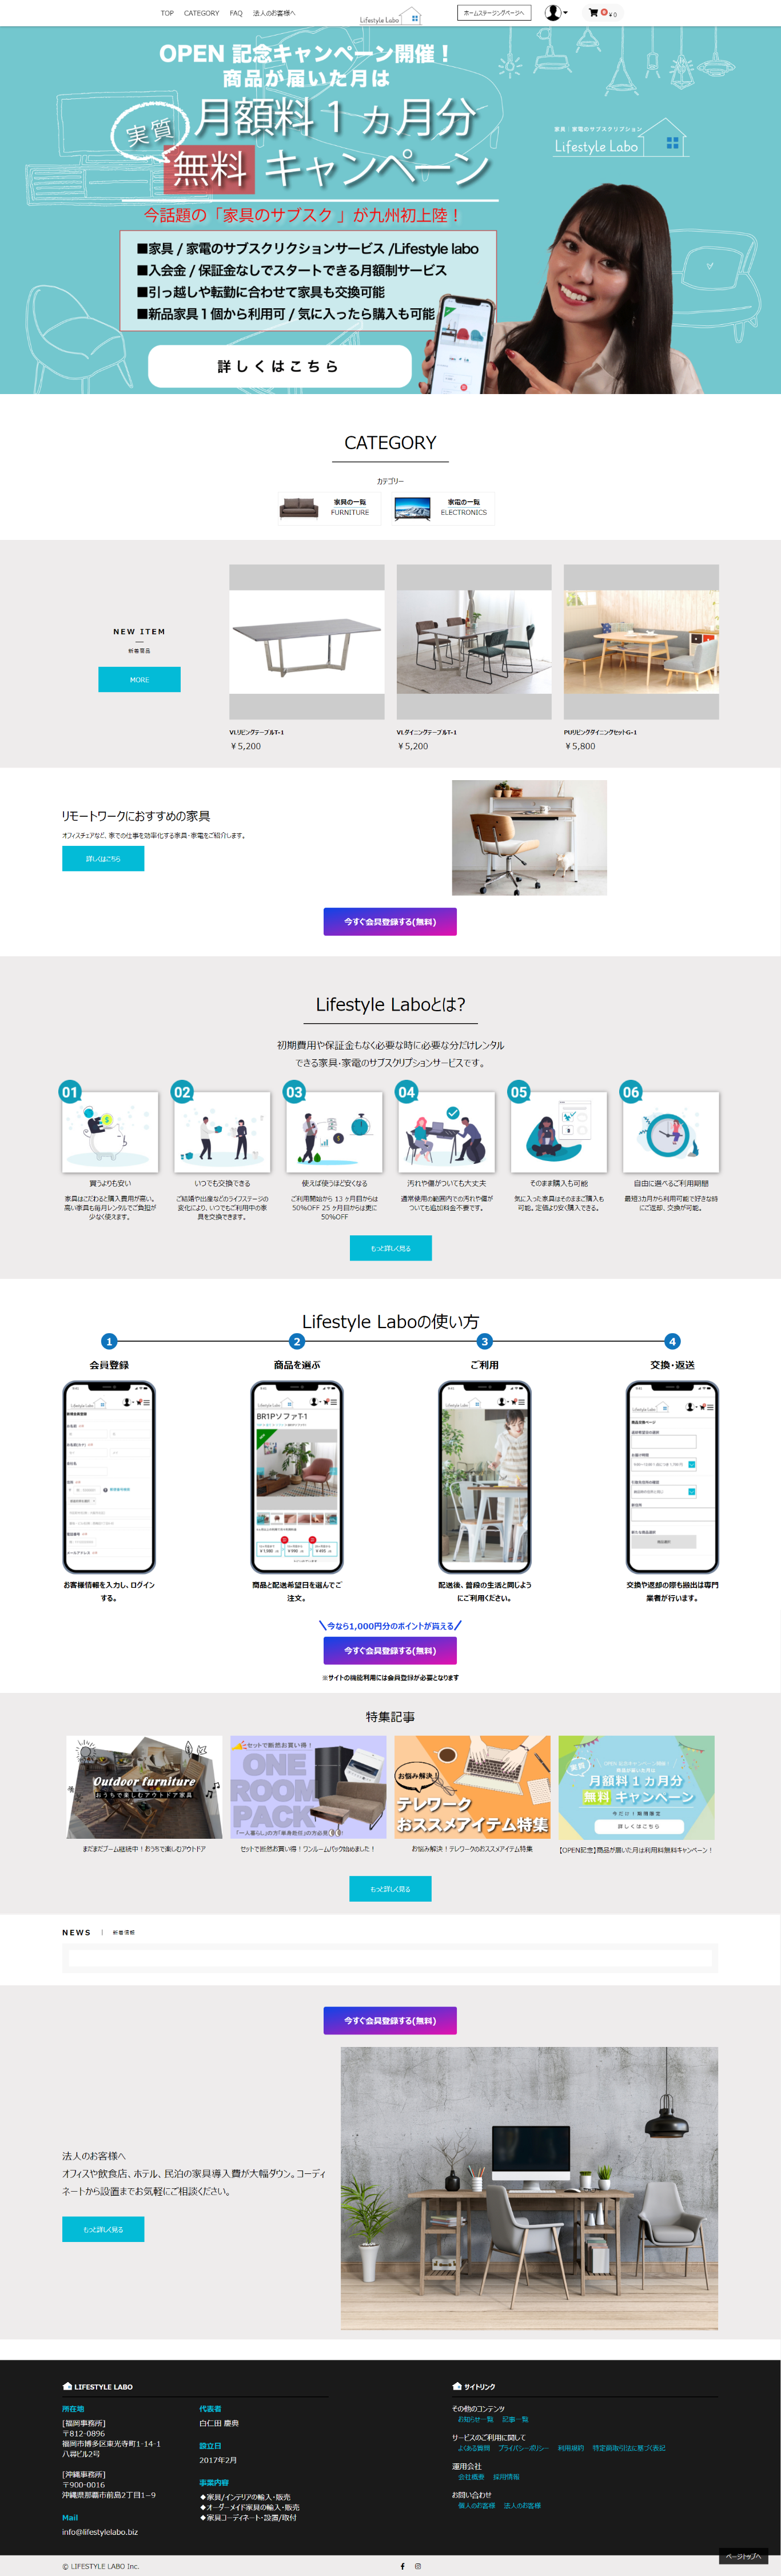 TOP CATEGORY FAQ 法人のお客様へ
Lifestyle Labo
ホームステージングページへ
0 ¥ 0
OPEN 記念キャンペーン開催！
商品が届いた月は
実質 月額料１ヵ月分
無料 キャンペーン
今話題の「家具のサブスク」が九州初上陸！
家具：家電のサブスクリプション
Lifestyle Labo
■家具 / 家電のサブスクリクションサービス /Lifestyle labo
■入会金 / 保証金なしでスタートできる月額制サービス
■引っ越しや転勤に合わせて家具も交換可能
■新品家具１個から利用可 / 気に入ったら購入も可能
詳しくはこちら
CATEGORY
カテゴリー
家具の一覧
FURNITURE
家電の一覧
ELECTRONICS
NEW ITEM
新着商品
MORE
VLリビングテーブルT-1
¥ 5,200
VLダイニングテーブルT-1
¥ 5,200
PUリビングダイニングセットG-1
¥ 5,800
リモートワークにおすすめの家具
オフィスチェアなど、家での仕事を効率化する家具・家電をご紹介します。
詳しくはこちら
今すぐ会員登録する(無料)
Lifestyle Laboとは?
初期費用や保証金もなく必要な時に必要な分だけレンタル
できる家具・家電のサブスクリプションサービスです。
01
買うよりも安い
家具はこだわると購入費用が高い。
高い家具も毎月レンタルでご負担が
少なく使えます。
02
いつでも交換できる
ご結婚や出産などのライフステージの
変化により、いつでもご利用中の家
具を交換できます。
03
使えば使うほど安くなる
ご利用開始から 13 ヶ月目からは
50%OFF 25 ヶ月目からは更に
50%OFF
04
汚れや傷がついても大丈夫
通常使用の範囲内での汚れや傷が
ついても追加料金不要です。
05
そのまま購入も可能
気に入った家具はそのままご購入も
可能。定価より安く購入できる。
06
自由に選べるご利用期間
最短3カ月から利用可能で好きな時
にご返却、交換が可能。
もっと詳しく見る
Lifestyle Laboの使い方
1 2 3 4
会員登録
お客様情報を入力し、ログイン
する。
商品を選ぶ
BR1PソファT-1
商品と配送希望日を選んでご
注文。
ご利用
配送後、普段の生活と同じよう
にご利用ください。
交換・返送
交換や返却の際も搬出は専門
業者が行います。
＼今なら1,000円分のポイントが貰える／
今すぐ会員登録する(無料)
※サイトの機能利用には会員登録が必要となります
特集記事
Outdoor furniture
おうちで楽しむアウトドア家具
まだまだブーム継続中！おうちで楽しむアウトドア
セットで断然お買い得！
ONE
ROOM
PACK
セットで断然お買い得！ワンルームパック始めました！
お悩み解決！
テレワーク
おススメアイテム特集
お悩み解決！テレワークのおススメアイテム特集
OPEN 記念キャンペーン開催！
商品が届いた月は
実質 月額料１ヵ月分
無料 キャンペーン
今だけ！期間限定
詳しくはこちら
【OPEN記念】商品が届いた月は利用料無料キャンペーン！
もっと詳しく見る
NEWS | 新着情報
今すぐ会員登録する(無料)
法人のお客様へ
オフィスや飲食店、ホテル、民泊の家具導入費が大幅ダウン。コーディ
ネートから設置までお気軽にご相談ください。
もっと詳しく見る
LIFESTYLE LABO
所在地
[福岡事務所]
〒812-0896
福岡市博多区東光寺町1-14-1
八尋ビル2号
[沖縄事務所]
〒900-0016
沖縄県那覇市前島2丁目1−9
Mail
info@lifestylelabo.biz
代表者
白仁田 慶典
設立日
2017年2月
事業内容
◆家具/インテリアの輸入・販売
◆オーダーメイド家具の輸入・販売
◆家具コーディネート・設置/取付
サイトリンク
その他のコンテンツ
お知らせ一覧 記事一覧
サービスのご利用に関して
よくある質問 プライバシーポリシー 利用規約 特定商取引法に基づく表記
運用会社
会社概要 採用情報
お問い合わせ
個人のお客様 法人のお客様
ページトップへ
© LIFESTYLE LABO Inc.